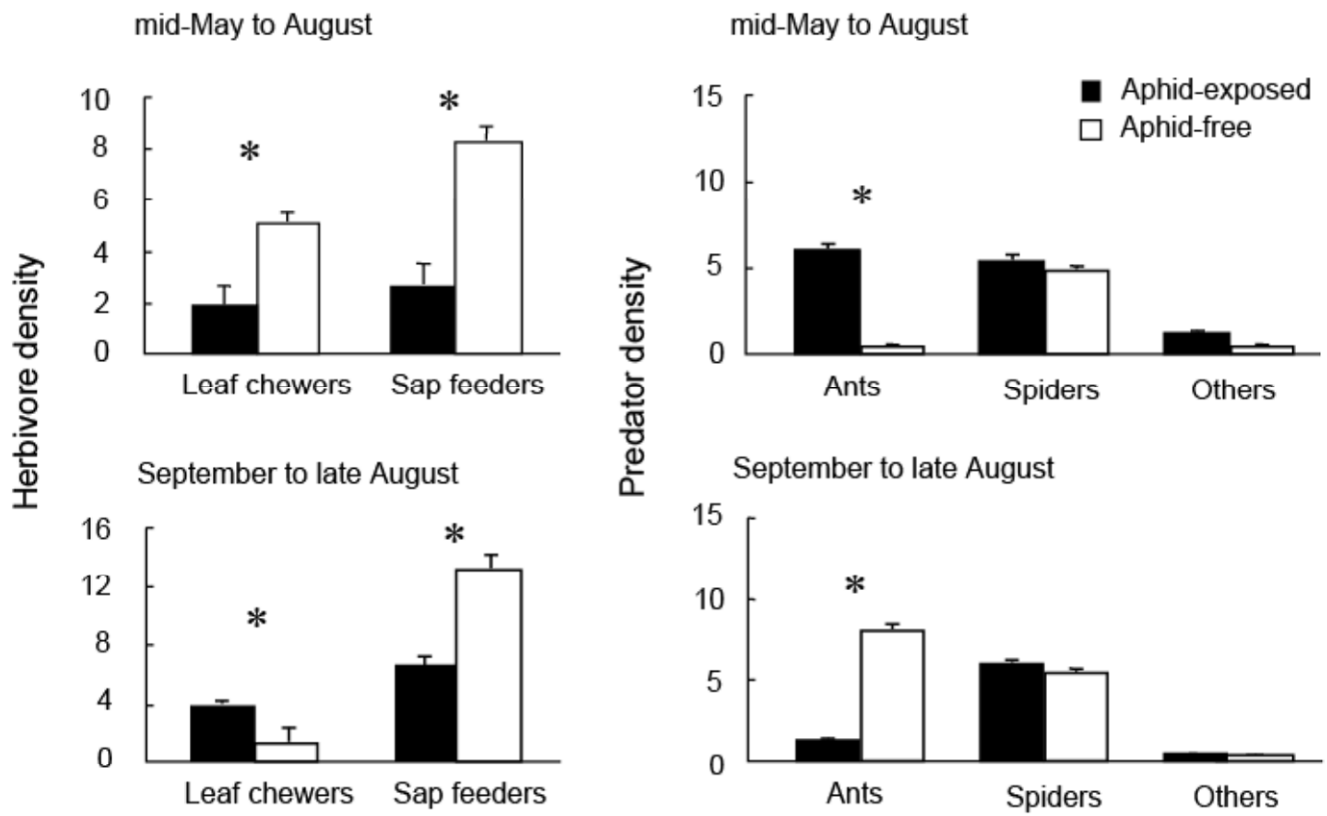 mid-May to August
mid-May to August
Herbivore density
10
8
6
4
2
0
*
*
Leaf chewers
Sap feeders
Predator density
15
10
5
0
*
Aphid-exposed
Aphid-free
Ants
Spiders
Others
September to late August
September to late August
16
12
8
4
0
*
*
Leaf chewers
Sap feeders
15
10
5
0
*
Ants
Spiders
Others